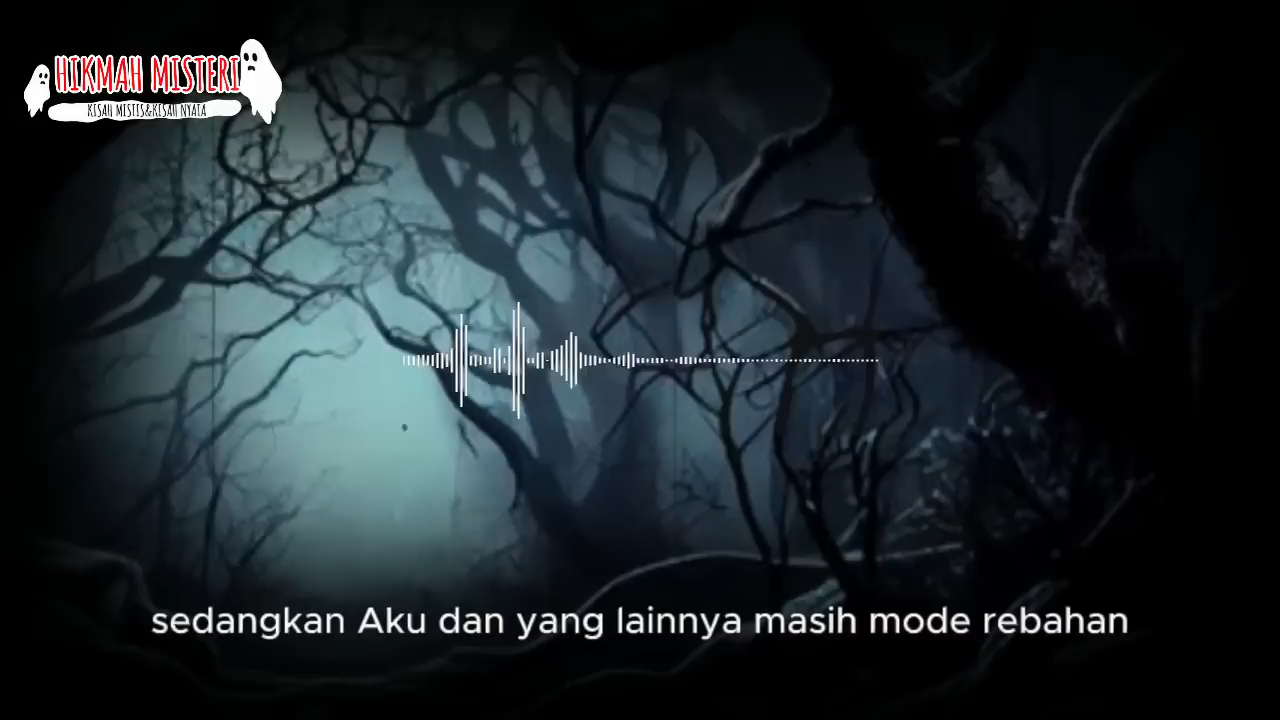 HIKMAH MISTERI
KISAH MISTIS&KISAH NYATA
sedangkan Aku dan yang lainnya masih mode rebahan